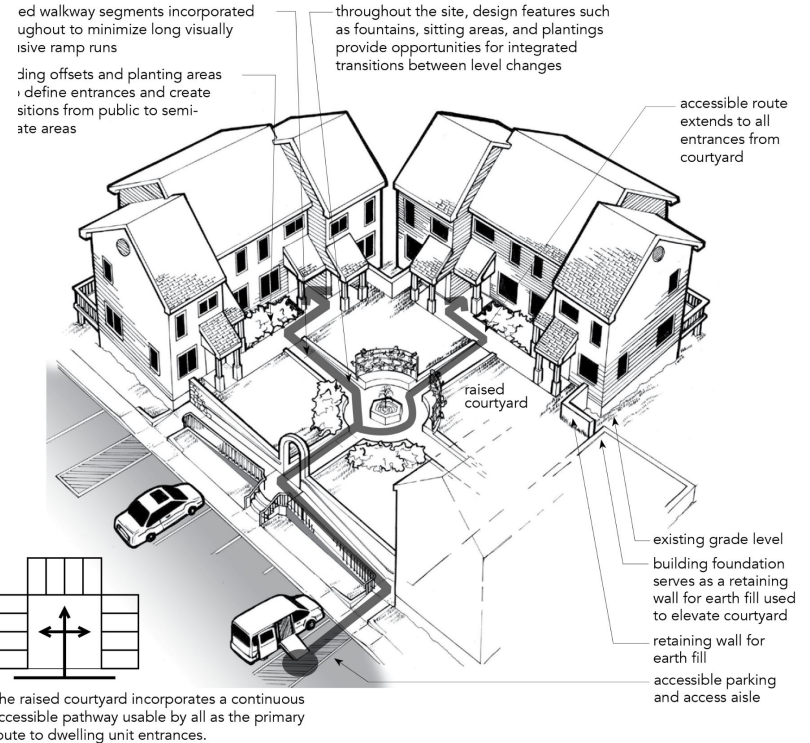 ed walkway segments incorporated
ughout to minimize long visually
sive ramp runs
ding offsets and planting areas
define entrances and create
sitions from public to semi-
ate areas
throughout the site, design features such
as fountains, sitting areas, and plantings
provide opportunities for integrated
transitions between level changes
accessible route
extends to all
entrances from
courtyard
raised
courtyard
existing grade level
building foundation
serves as a retaining
wall for earth fill used
to elevate courtyard
retaining wall for
earth fill
accessible parking
and access aisle
he raised courtyard incorporates a continuous
ccessible pathway usable by all as the primary
oute to dwelling unit entrances.